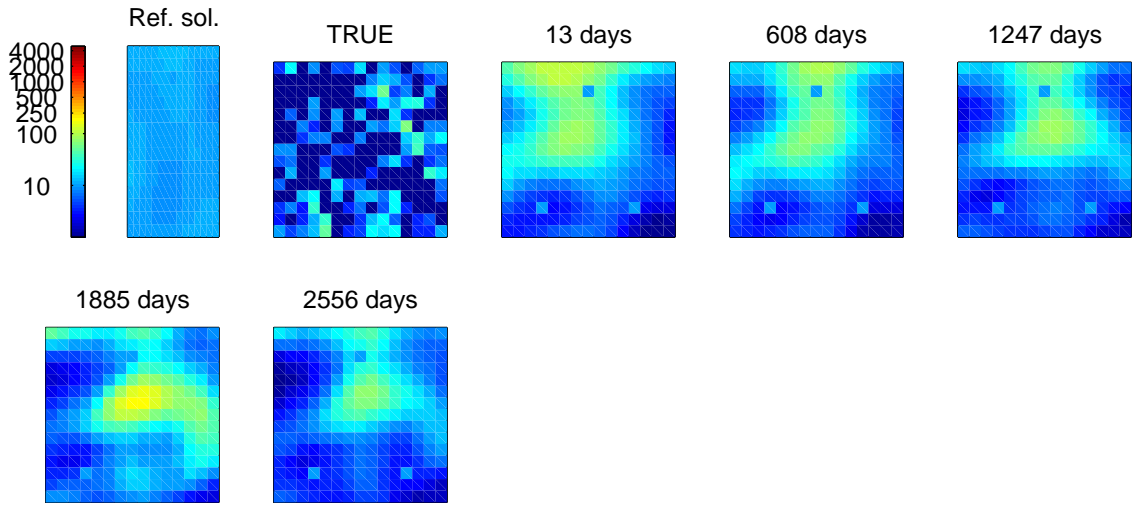 Ref. sol.
TRUE
13 days
608 days
1247 days
4000
2000
1000
500
250
100
10
1885 days
2556 days